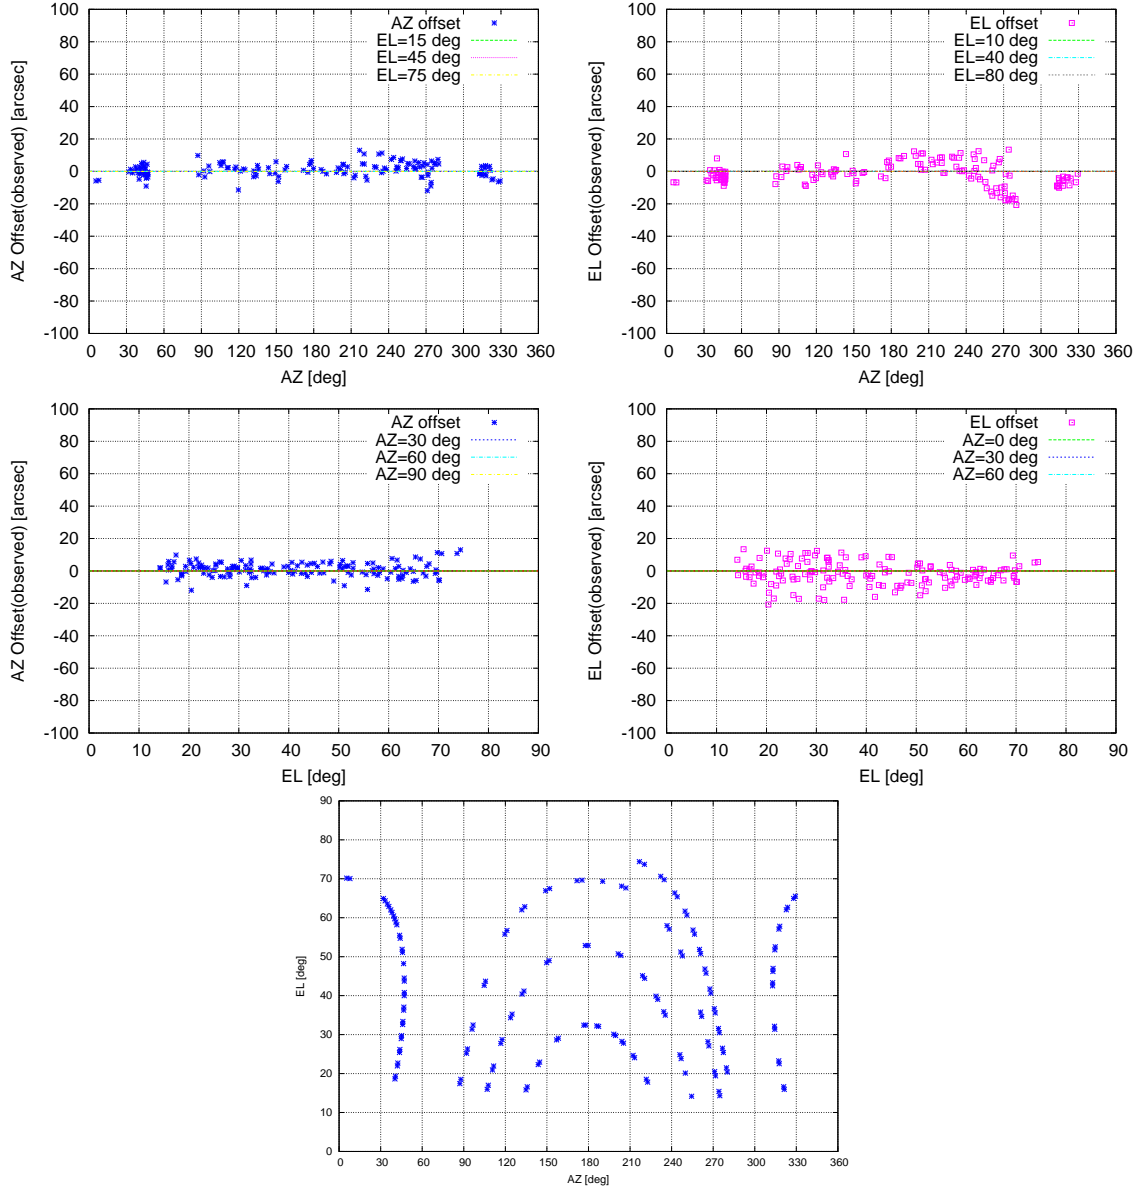 100
80
60
40
20
0
-20
-40
-60
-80
-100
0 30 60 90 120 150 180 210 240 270 300 330 360
AZ [deg]
AZ Offset(observed) [arcsec]
AZ offset
EL=15 deg
EL=45 deg
EL=75 deg
100
80
60
40
20
0
-20
-40
-60
-80
-100
0 30 60 90 120 150 180 210 240 270 300 330 360
AZ [deg]
EL Offset(observed) [arcsec]
EL offset
EL=10 deg
EL=40 deg
EL=80 deg
100
80
60
40
20
0
-20
-40
-60
-80
-100
0 10 20 30 40 50 60 70 80 90
EL [deg]
AZ Offset(observed) [arcsec]
AZ offset
AZ=30 deg
AZ=60 deg
AZ=90 deg
100
80
60
40
20
0
-20
-40
-60
-80
-100
0 10 20 30 40 50 60 70 80 90
EL [deg]
EL Offset(observed) [arcsec]
EL offset
AZ=0 deg
AZ=30 deg
AZ=60 deg
90
80
70
60
50
40
30
20
10
0
0 30 60 90 120 150 180 210 240 270 300 330 360
AZ [deg]
EL [deg]